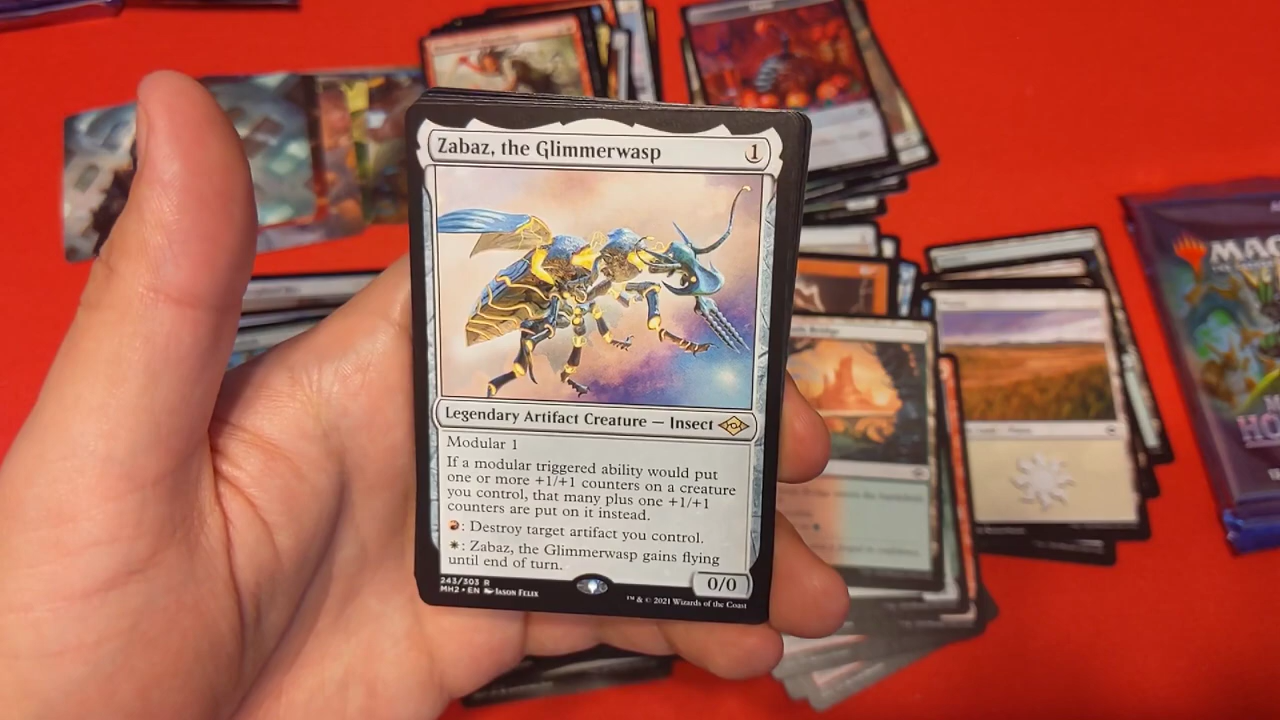 Zabaz, the Glimmerwasp 1
Legendary Artifact Creature — Insect
Modular 1
If a modular triggered ability would put
one or more +1/+1 counters on a creature
you control, that many plus one +1/+1
counters are put on it instead.
: Destroy target artifact you control.
: Zabaz, the Glimmerwasp gains flying
until end of turn.
0/0
243/303 R
MH2 • EN Jason Felix
™ & © 2021 Wizards of the Coast